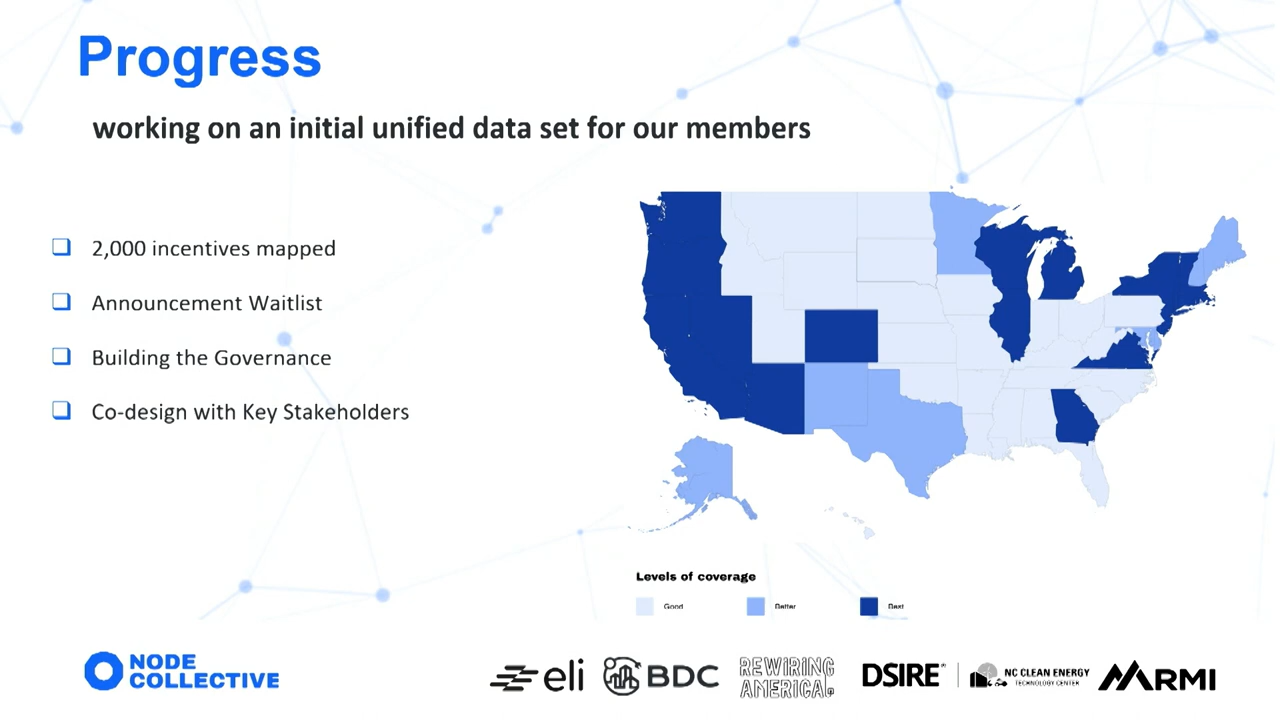 Progress
working on an initial unified data set for our members
2,000 incentives mapped
Announcement Waitlist
Building the Governance
Co-design with Key Stakeholders
Levels of coverage
Good Better Best
NODE
COLLECTIVE
eli
BDC
REWIRING
AMERICA
DSIRE®
NC CLEAN ENERGY
TECHNOLOGY CENTER
RMI